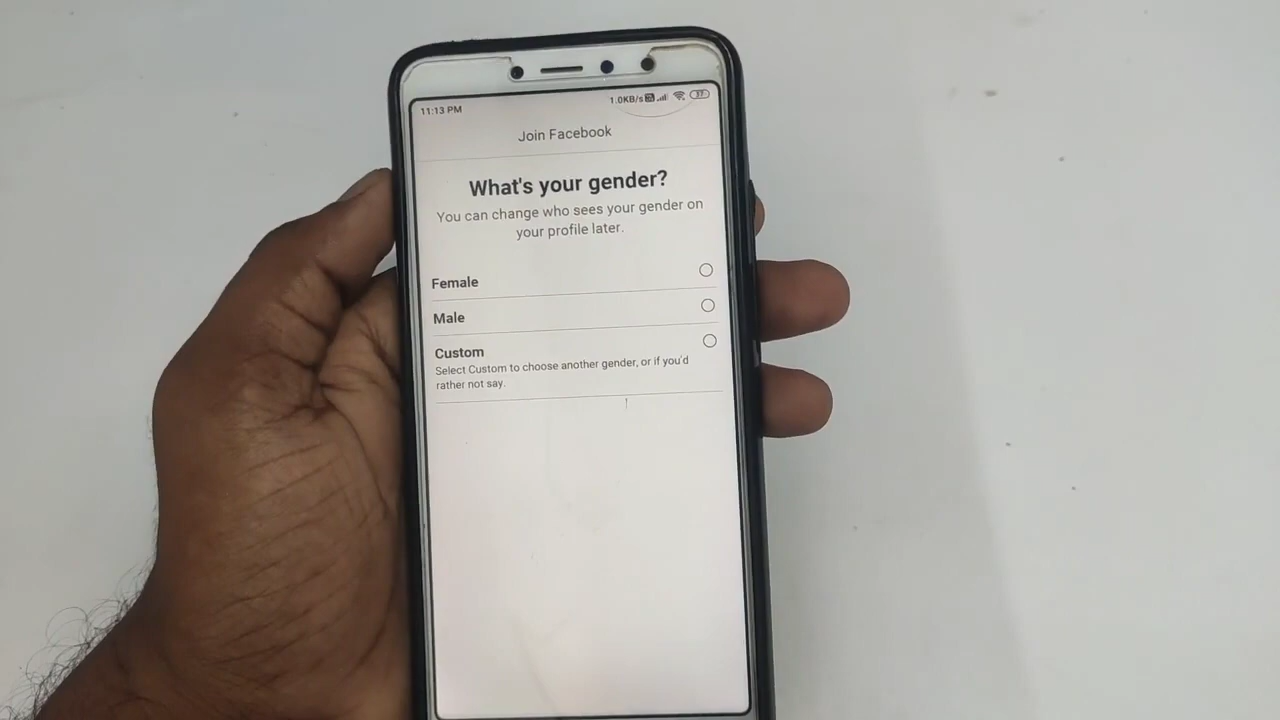 11:13 PM 1.0KB/s 37
Join Facebook
What's your gender?
You can change who sees your gender on
your profile later.
Female
Male
Custom
Select Custom to choose another gender, or if you'd
rather not say.